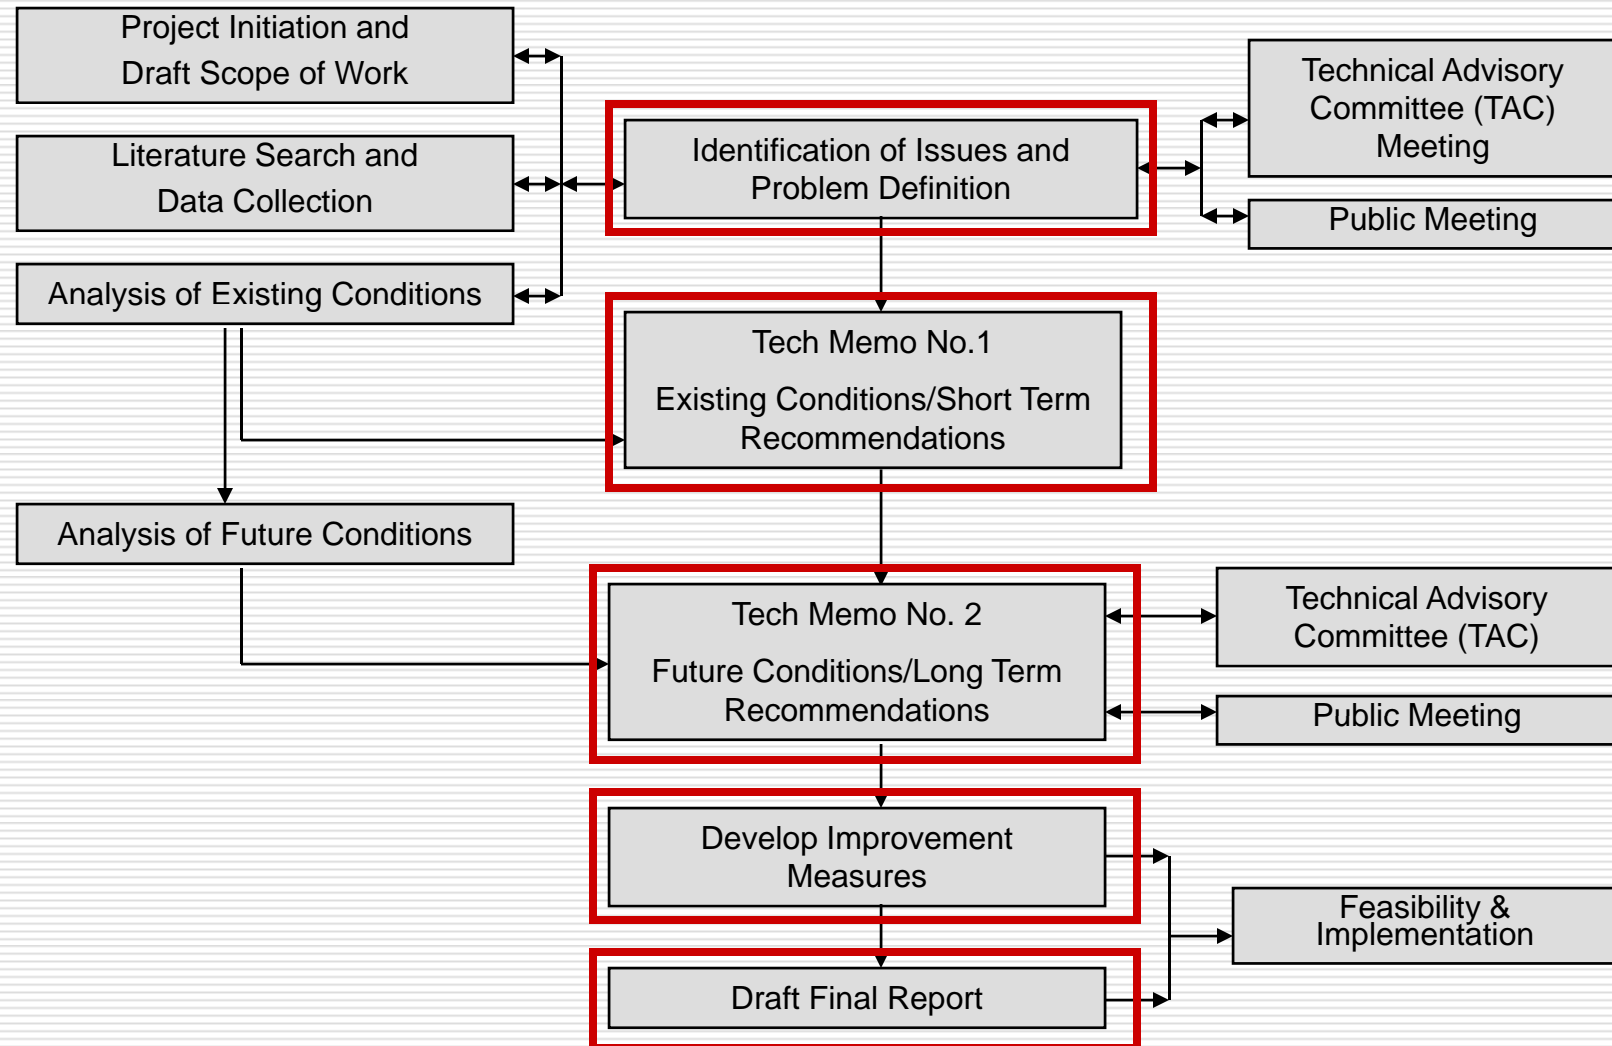 Project Initiation and
Draft Scope of Work
Literature Search and
Data Collection
Analysis of Existing Conditions
Analysis of Future Conditions
Identification of Issues and
Problem Definition
Technical Advisory
Committee (TAC)
Meeting
Public Meeting
Tech Memo No.1
Existing Conditions/Short Term
Recommendations
Tech Memo No. 2
Future Conditions/Long Term
Recommendations
Technical Advisory
Committee (TAC)
Public Meeting
Develop Improvement
Measures
Feasibility &
Implementation
Draft Final Report